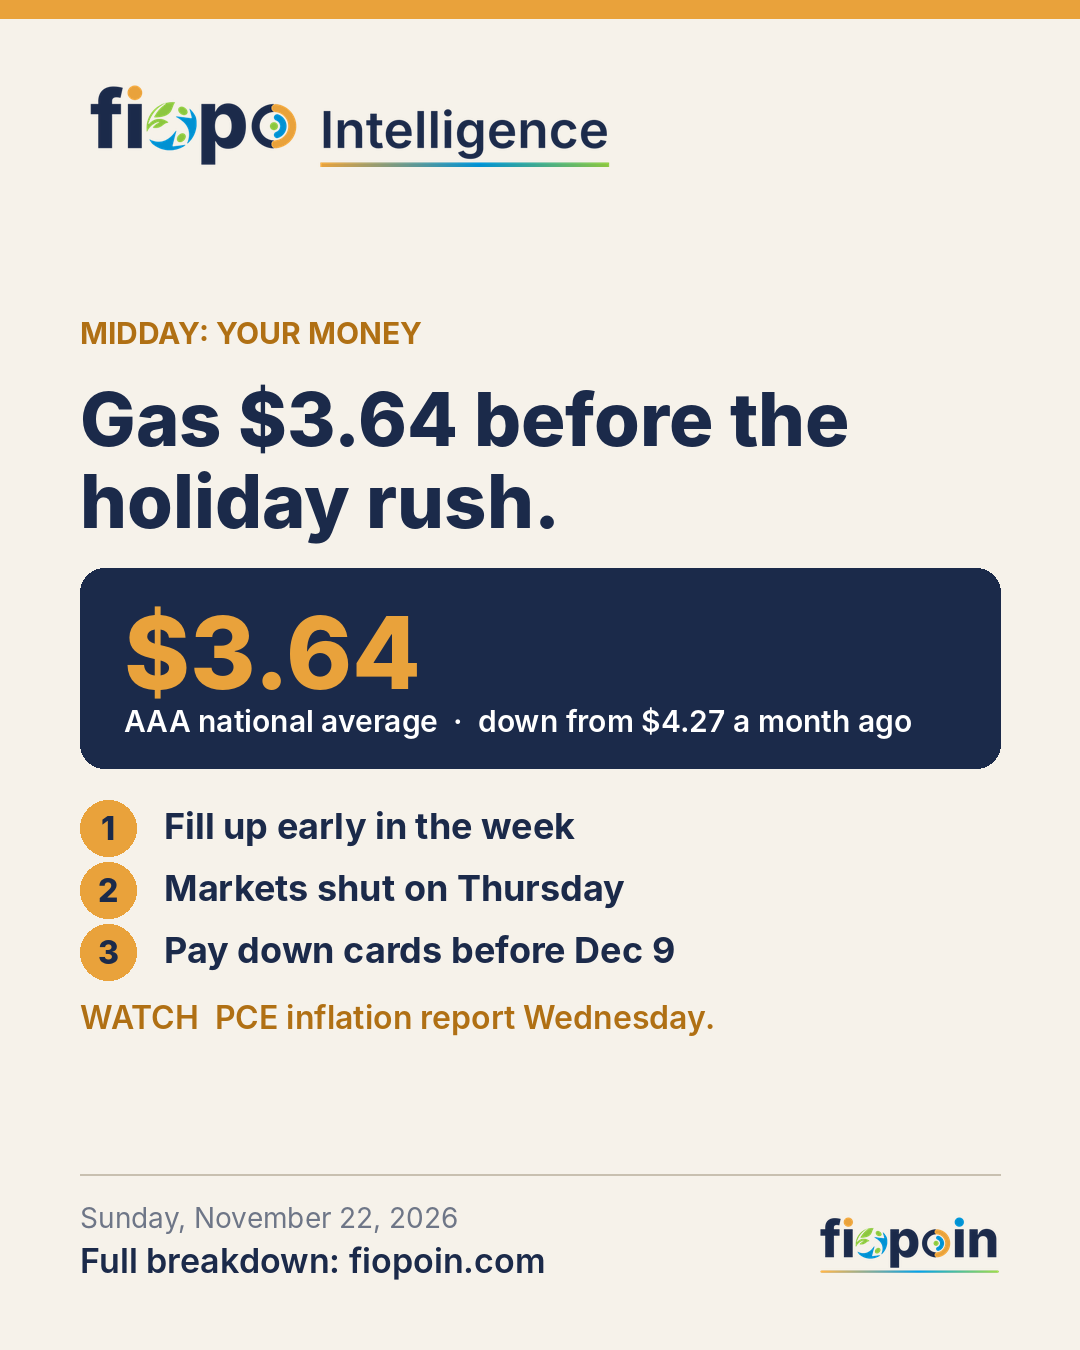 fiopo Intelligence
MIDDAY: YOUR MONEY
Gas $3.64 before the
holiday rush.
$3.64
AAA national average · down from $4.27 a month ago
1 Fill up early in the week
2 Markets shut on Thursday
3 Pay down cards before Dec 9
WATCH PCE inflation report Wednesday.
Sunday, November 22, 2026
Full breakdown: fiopoin.com
fiopoin